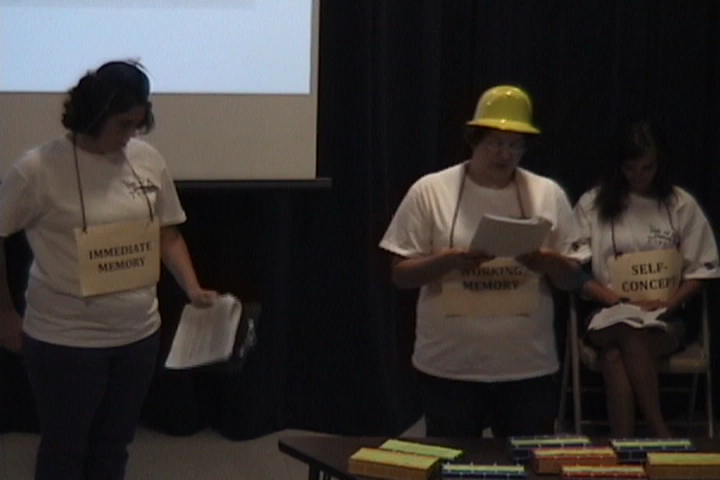 IMMEDIATE
MEMORY
WORKING
MEMORY
SELF-
CONCEPT